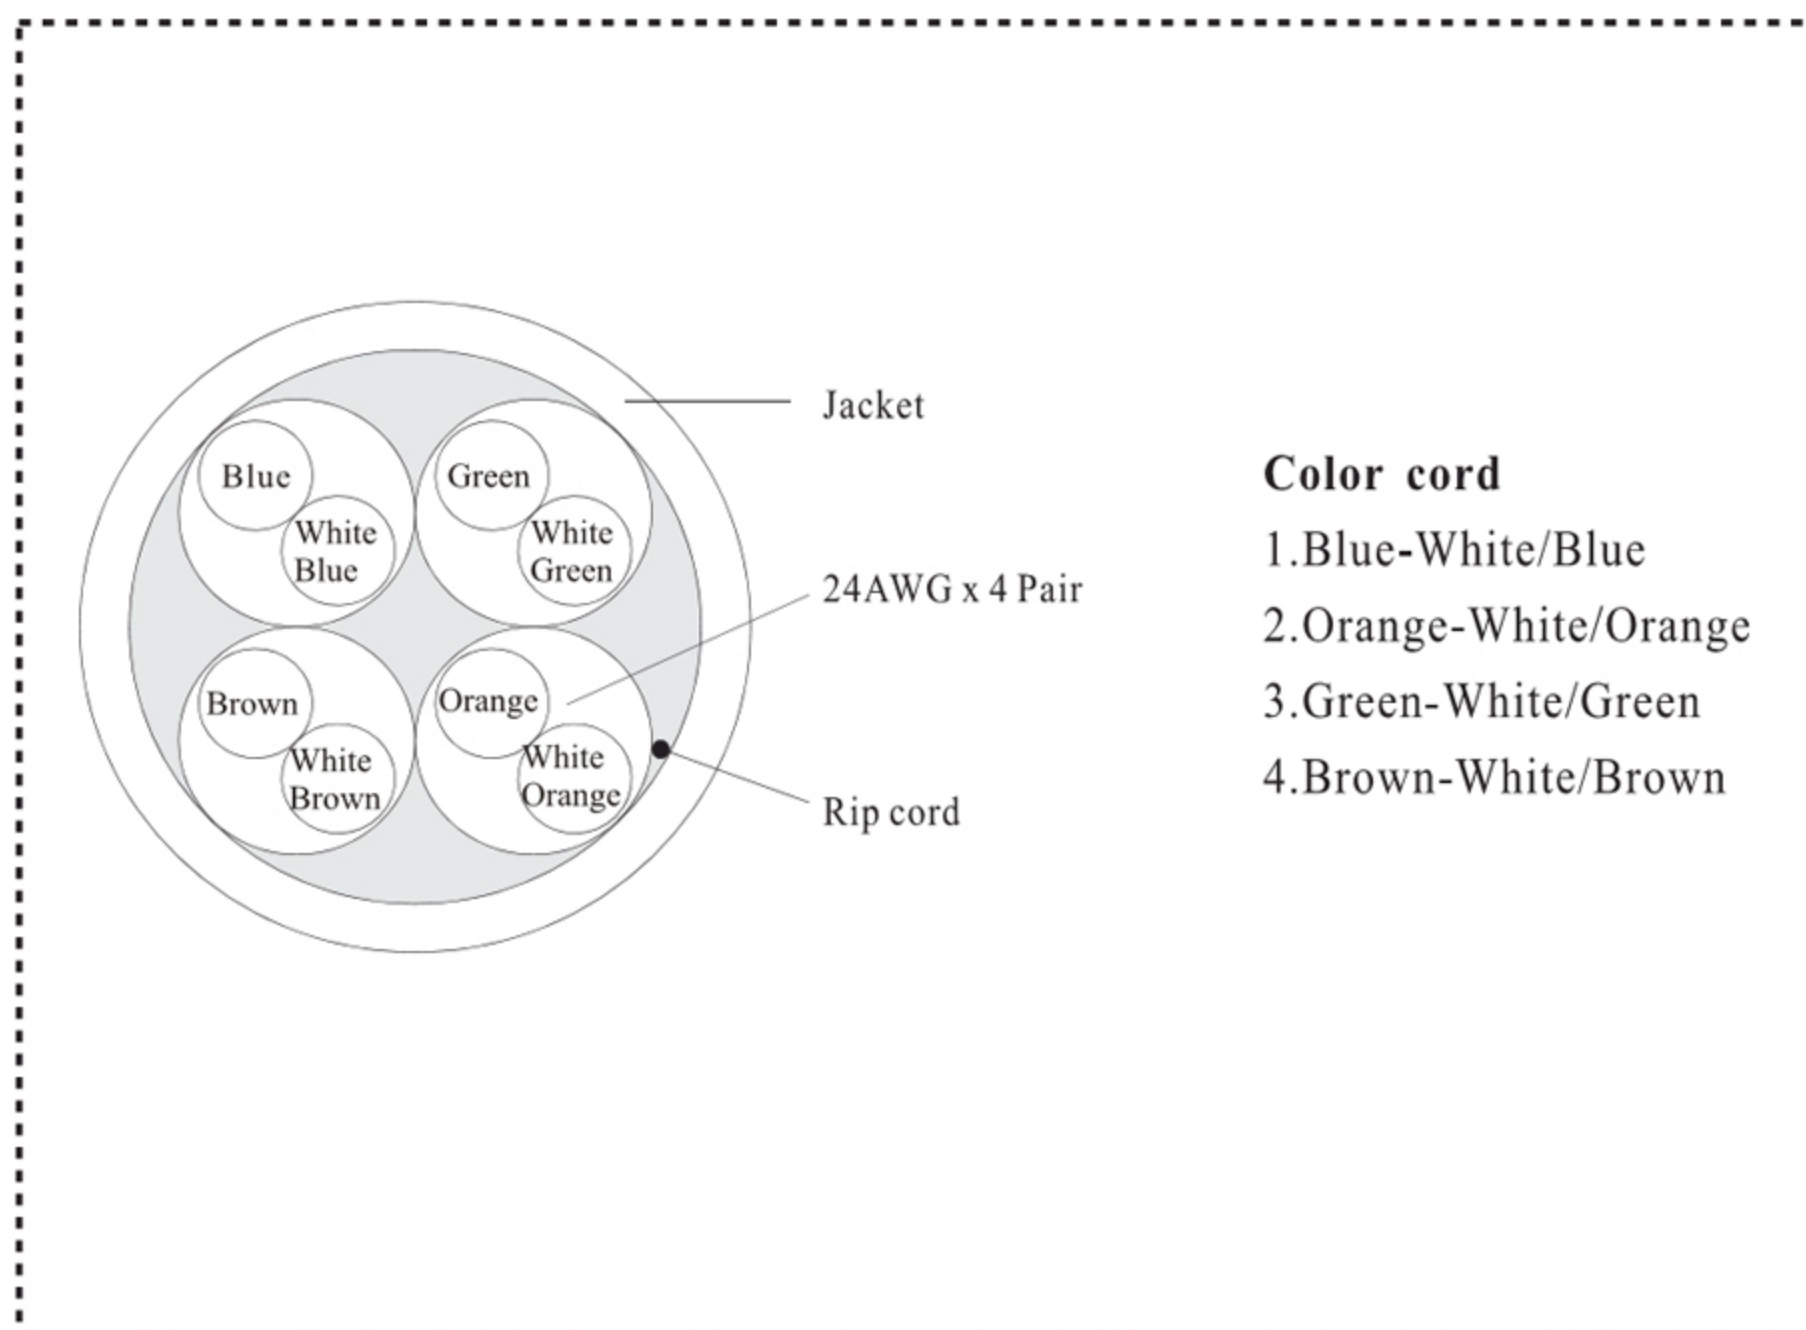 Jacket
Blue
White
Blue
Green
White
Green
24AWG x 4 Pair
Brown
White
Brown
Orange
White
Orange
Rip cord
Color cord
1.Blue-White/Blue
2.Orange-White/Orange
3.Green-White/Green
4.Brown-White/Brown